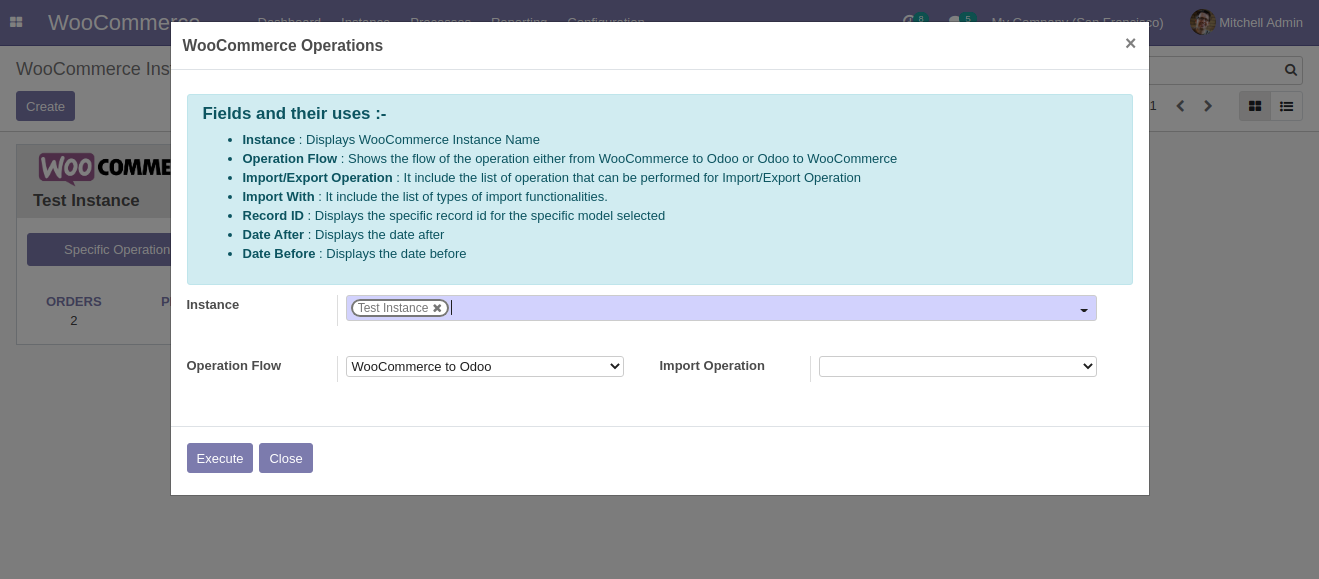 WooCommerce Dashboard Instance Processes Reporting Configuration 8 5 My Company (San Francisco) Mitchell Admin
WooCommerce Operations ×
WooCommerce Ins
Create
1
Fields and their uses :-
• Instance : Displays WooCommerce Instance Name
• Operation Flow : Shows the flow of the operation either from WooCommerce to Odoo or Odoo to WooCommerce
• Import/Export Operation : It include the list of operation that can be performed for Import/Export Operation
• Import With : It include the list of types of import functionalities.
• Record ID : Displays the specific record id for the specific model selected
• Date After : Displays the date after
• Date Before : Displays the date before
WOO COMME
Test Instance
Specific Operation
ORDERS P
2
Instance Test Instance
Operation Flow WooCommerce to Odoo Import Operation
Execute Close